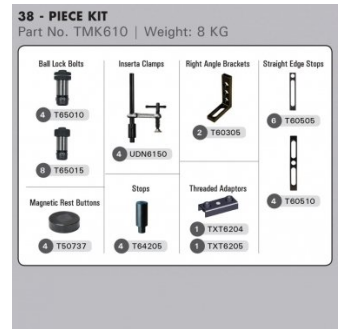 38 - PIECE KIT
Part No. TMK610 | Weight: 8 KG
Ball Lock Bolts
4 T65010
8 T65015
Inserta Clamps
4 UDN6150
Right Angle Brackets
2 T60305
Straight Edge Stops
6 T60505
4 T60510
Magnetic Rest Buttons
4 T50737
Stops
4 T64205
Threaded Adaptors
1 TXT6204
1 TXT6205